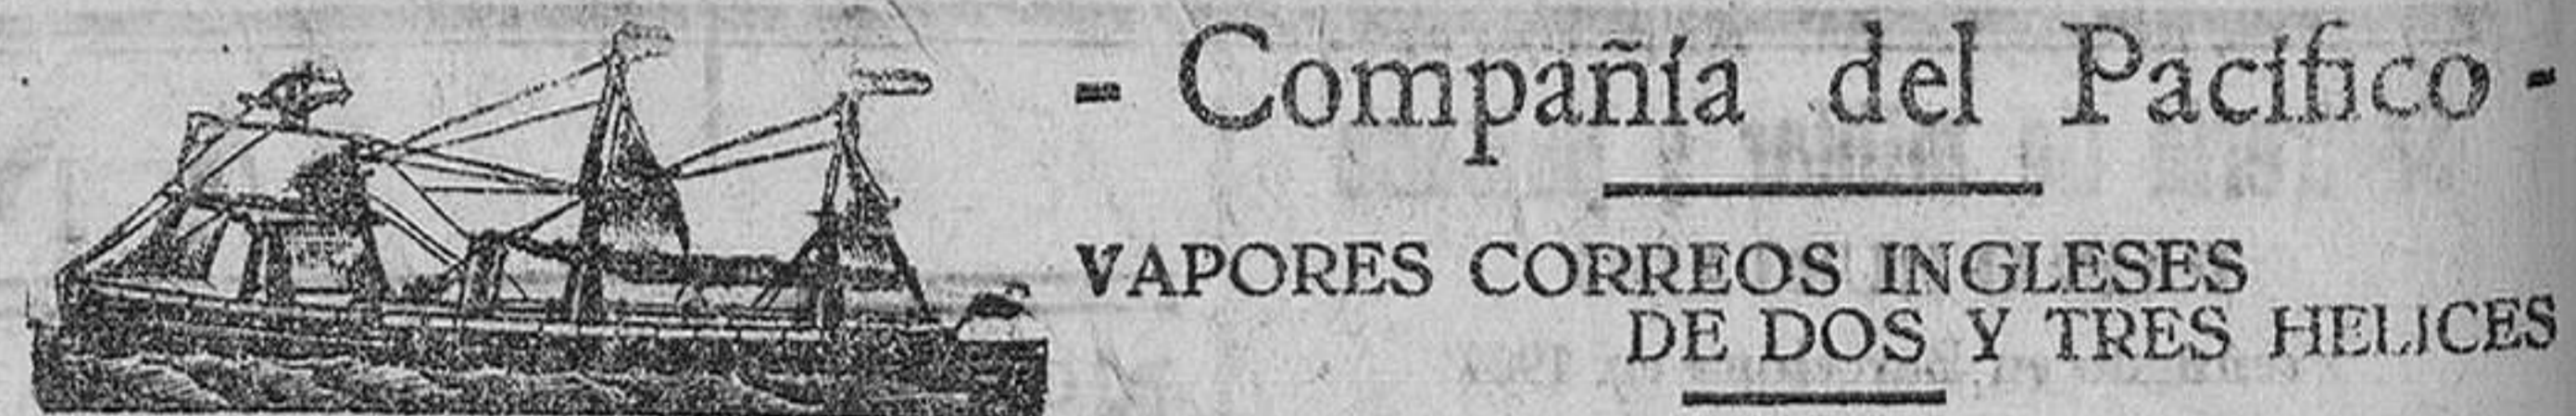 - Compañía del Pacífico -
VAPORES CORREOS INGLESES
DE DOS Y TRES HELICES